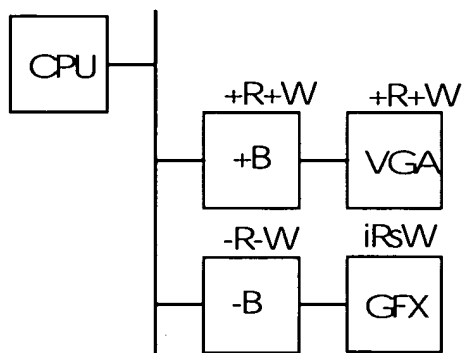 CPU
+R+W +R+W
+B VGA
-R-W iRsW
-B GFX